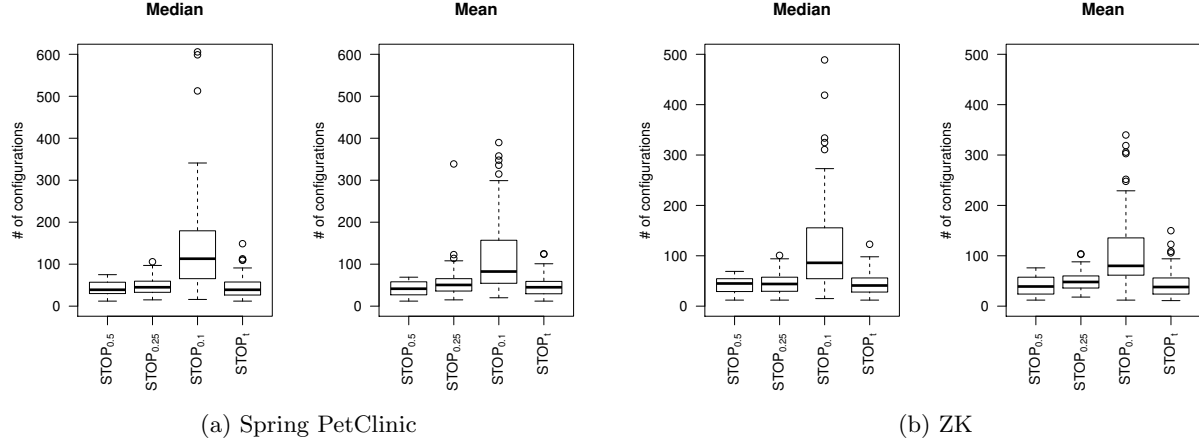 Median
# of configurations
600
500
400
300
200
100
0
STOP0.5
STOP0.25
STOP0.1
STOPt
Mean
# of configurations
600
500
400
300
200
100
0
STOP0.5
STOP0.25
STOP0.1
STOPt
(a) Spring PetClinic
Median
# of configurations
500
400
300
200
100
0
STOP0.5
STOP0.25
STOP0.1
STOPt
Mean
# of configurations
500
400
300
200
100
0
STOP0.5
STOP0.25
STOP0.1
STOPt
(b) ZK